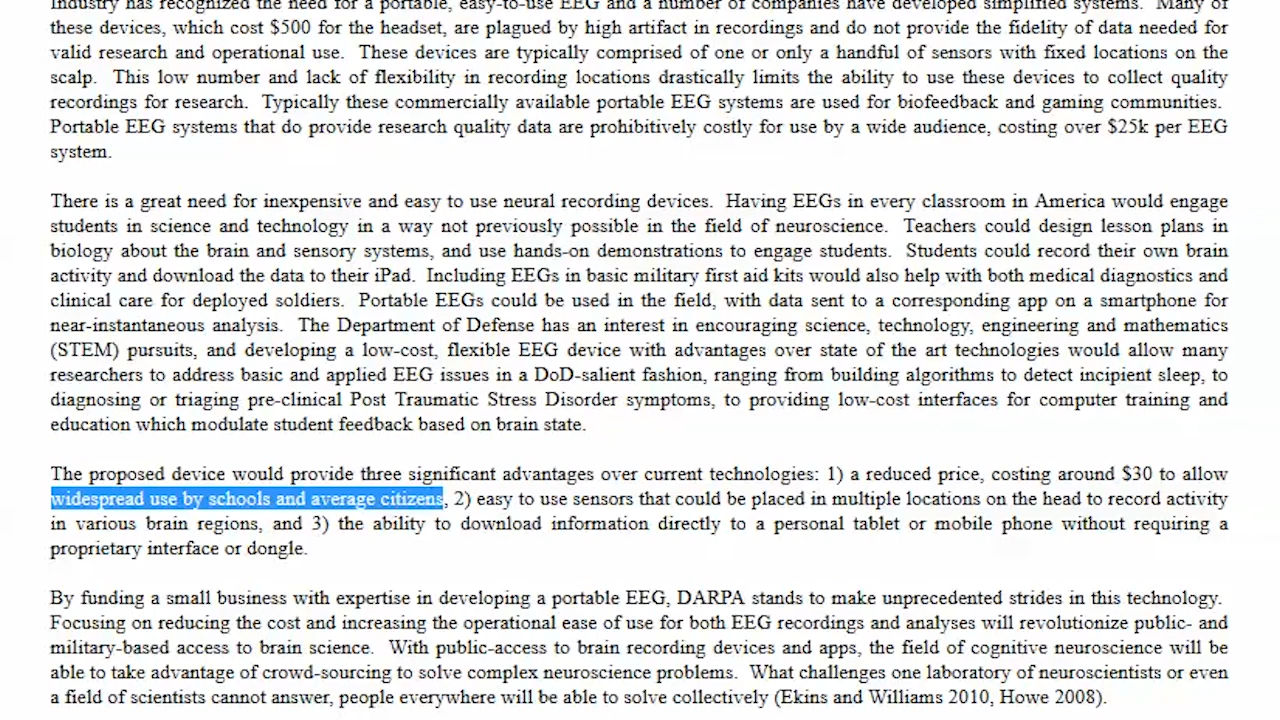 Industry has recognized the need for a portable, easy-to-use EEG and a number of companies have developed simplified systems.  Many of
these devices, which cost $500 for the headset, are plagued by high artifact in recordings and do not provide the fidelity of data needed for
valid research and operational use.  These devices are typically comprised of one or only a handful of sensors with fixed locations on the
scalp.  This low number and lack of flexibility in recording locations drastically limits the ability to use these devices to collect quality
recordings for research.  Typically these commercially available portable EEG systems are used for biofeedback and gaming communities.
Portable EEG systems that do provide research quality data are prohibitively costly for use by a wide audience, costing over $25k per EEG
system.
There is a great need for inexpensive and easy to use neural recording devices.  Having EEGs in every classroom in America would engage
students in science and technology in a way not previously possible in the field of neuroscience.  Teachers could design lesson plans in
biology about the brain and sensory systems, and use hands-on demonstrations to engage students.  Students could record their own brain
activity and download the data to their iPad.  Including EEGs in basic military first aid kits would also help with both medical diagnostics and
clinical care for deployed soldiers.  Portable EEGs could be used in the field, with data sent to a corresponding app on a smartphone for
near-instantaneous analysis.  The Department of Defense has an interest in encouraging science, technology, engineering and mathematics
(STEM) pursuits, and developing a low-cost, flexible EEG device with advantages over state of the art technologies would allow many
researchers to address basic and applied EEG issues in a DoD-salient fashion, ranging from building algorithms to detect incipient sleep, to
diagnosing or triaging pre-clinical Post Traumatic Stress Disorder symptoms, to providing low-cost interfaces for computer training and
education which modulate student feedback based on brain state.
The proposed device would provide three significant advantages over current technologies: 1) a reduced price, costing around $30 to allow
widespread use by schools and average citizens, 2) easy to use sensors that could be placed in multiple locations on the head to record activity
in various brain regions, and 3) the ability to download information directly to a personal tablet or mobile phone without requiring a
proprietary interface or dongle.
By funding a small business with expertise in developing a portable EEG, DARPA stands to make unprecedented strides in this technology.
Focusing on reducing the cost and increasing the operational ease of use for both EEG recordings and analyses will revolutionize public- and
military-based access to brain science.  With public-access to brain recording devices and apps, the field of cognitive neuroscience will be
able to take advantage of crowd-sourcing to solve complex neuroscience problems.  What challenges one laboratory of neuroscientists or even
a field of scientists cannot answer, people everywhere will be able to solve collectively (Ekins and Williams 2010, Howe 2008).